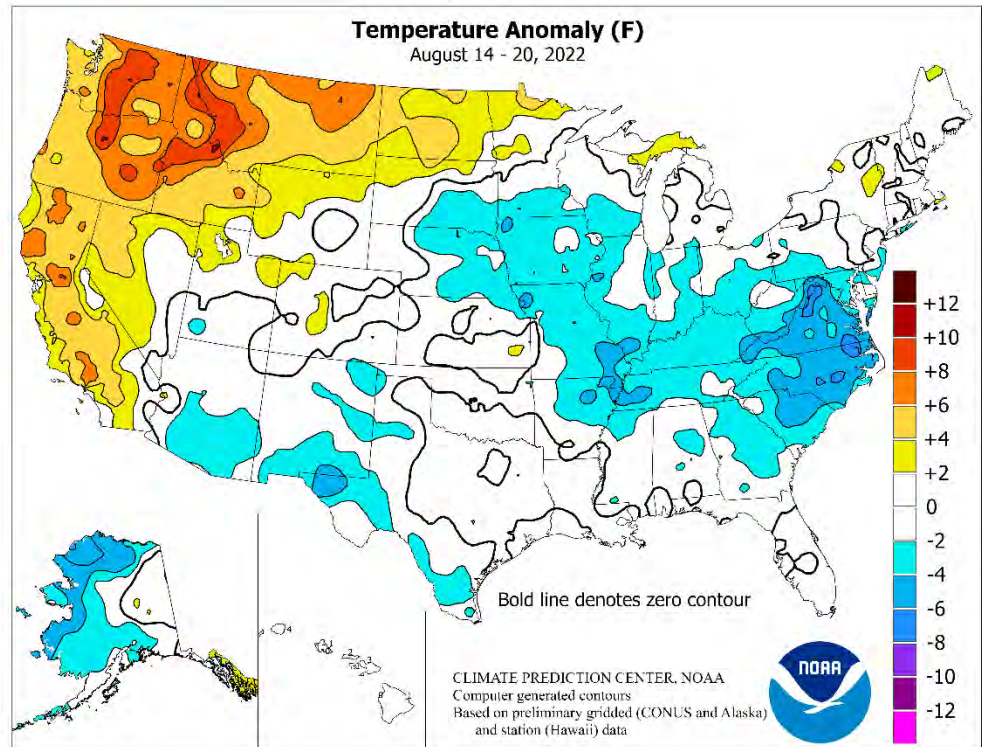 Temperature Anomaly (F)
August 14 - 20, 2022
+12
+10
+8
+6
+4
+2
0
-2
-4
-6
-8
-10
-12
Bold line denotes zero contour
CLIMATE PREDICTION CENTER, NOAA
Computer generated contours
Based on preliminary gridded (CONUS and Alaska)
and station (Hawaii) data
NOAA